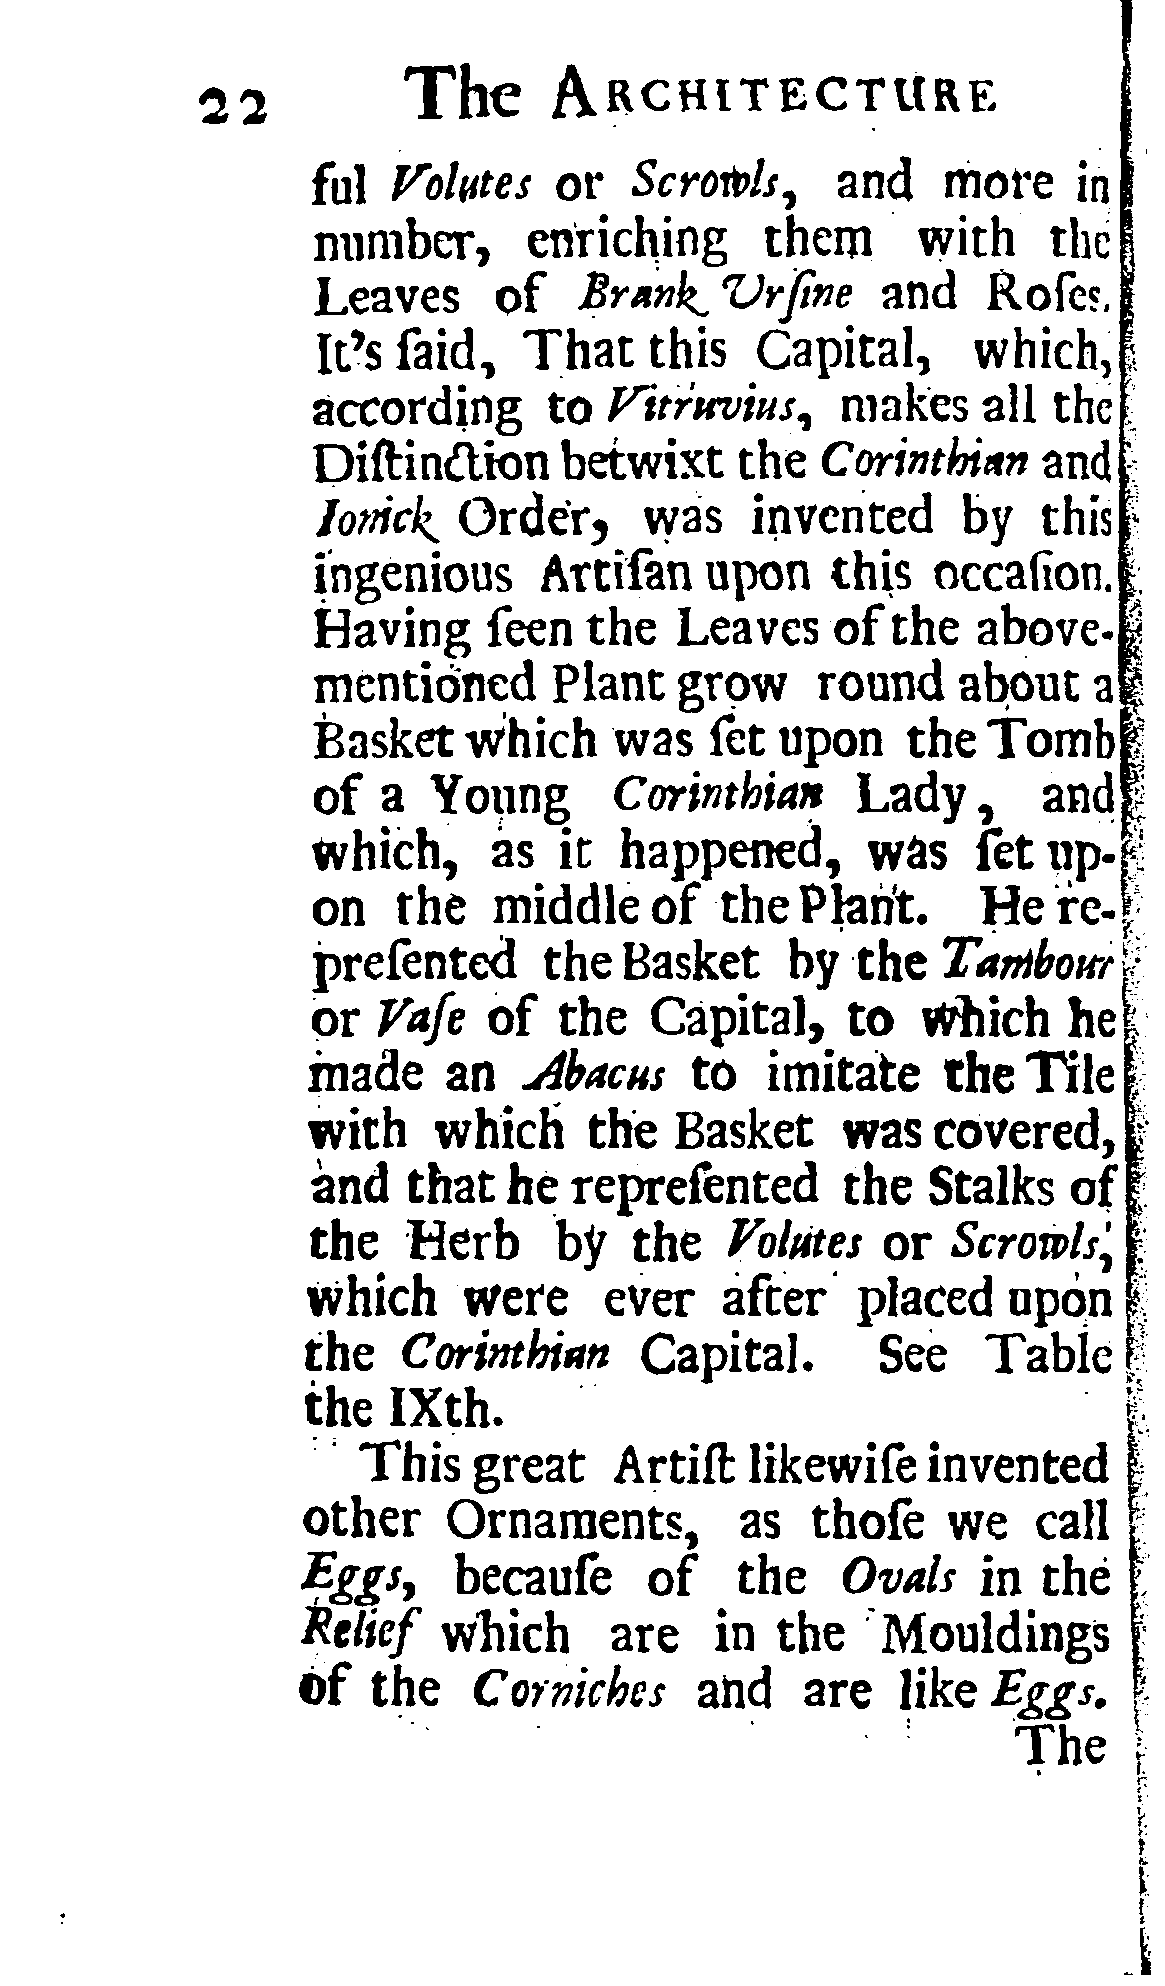 22 The ARCHITECTURE
ful Volutes or Scrowls, and more in
number, enriching them with the
Leaves of Brank Urſine and Roſes.
It's ſaid, That this Capital, which,
according to Vitruvius, makes all the
Diſtinction betwixt the Corinthian and
Ionick Order, was invented by this
ingenious Artiſan upon this occaſion.
Having ſeen the Leaves of the above-
mentioned Plant grow round about a
Basket which was ſet upon the Tomb
of a Young Corinthian Lady, and
which, as it happened, was ſet up-
on the middle of the Plant. He re-
preſented the Basket by the Tambour
or Vaſe of the Capital, to which he
made an Abacus to imitate the Tile
with which the Basket was covered,
and that he repreſented the Stalks of
the Herb by the Volutes or Scrowls,
which were ever after placed upon
the Corinthian Capital. See Table
the IXth.
This great Artiſt likewiſe invented
other Ornaments, as thoſe we call
Eggs, becauſe of the Ovals in the
Relief which are in the Mouldings
of the Corniches and are like Eggs.
The